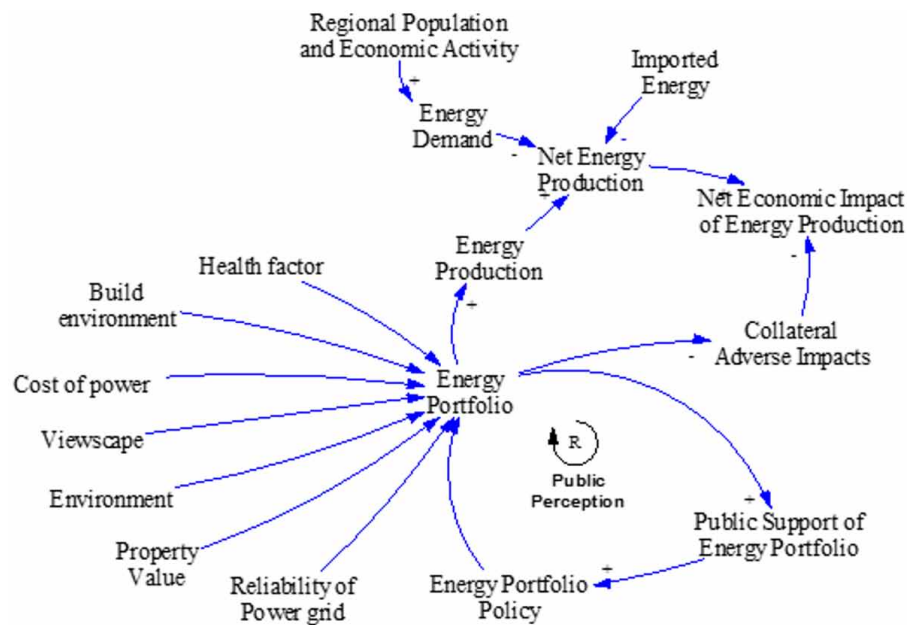 Regional Population
and Economic Activity
Imported
Energy
+
Energy
Demand
-
-
Net Energy
Production
+
+
Net Economic Impact
of Energy Production
-
Energy
Production
+
Health factor
Build
environment
Cost of power
Viewscape
Environment
Property
Value
Reliability of
Power grid
Energy
Portfolio
-
Collateral
Adverse Impacts
R
Public
Perception
+
Public Support of
Energy Portfolio
+
Energy Portfolio
Policy